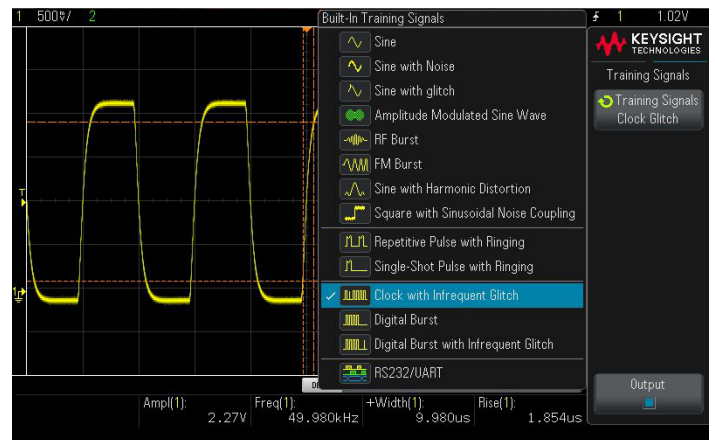 1 500▿/ 2 ⨍ 1 1.02V
Built-In Training Signals
Sine
Sine with Noise
Sine with glitch
Amplitude Modulated Sine Wave
RF Burst
FM Burst
Sine with Harmonic Distortion
Square with Sinusoidal Noise Coupling
Repetitive Pulse with Ringing
Single-Shot Pulse with Ringing
Clock with Infrequent Glitch
Digital Burst
Digital Burst with Infrequent Glitch
RS232/UART
KEYSIGHT
TECHNOLOGIES
Training Signals
Training Signals
Clock Glitch
Output
T
1
Ampl(1): Freq(1): +Width(1): Rise(1):
2.27V 49.980kHz 9.980us 1.854us